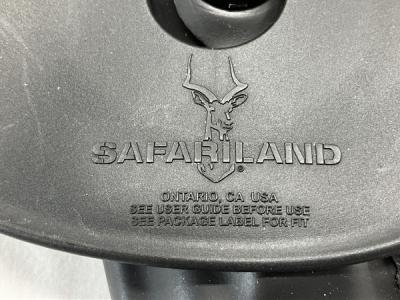 SAFARILAND
®
ONTARIO, CA USA
SEE USER GUIDE BEFORE USE
SEE PACKAGE LABEL FOR FIT